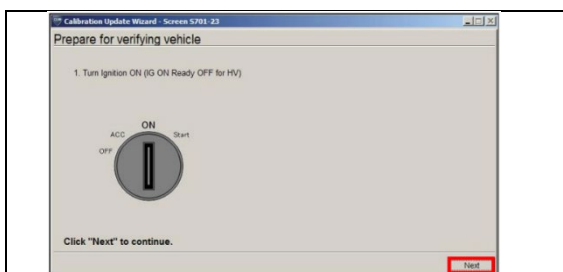 Calibration Update Wizard - Screen S701-23
Prepare for verifying vehicle
1. Turn Ignition ON (IG ON Ready OFF for HV)
ON
ACC
Start
OFF
Click "Next" to continue.
Next